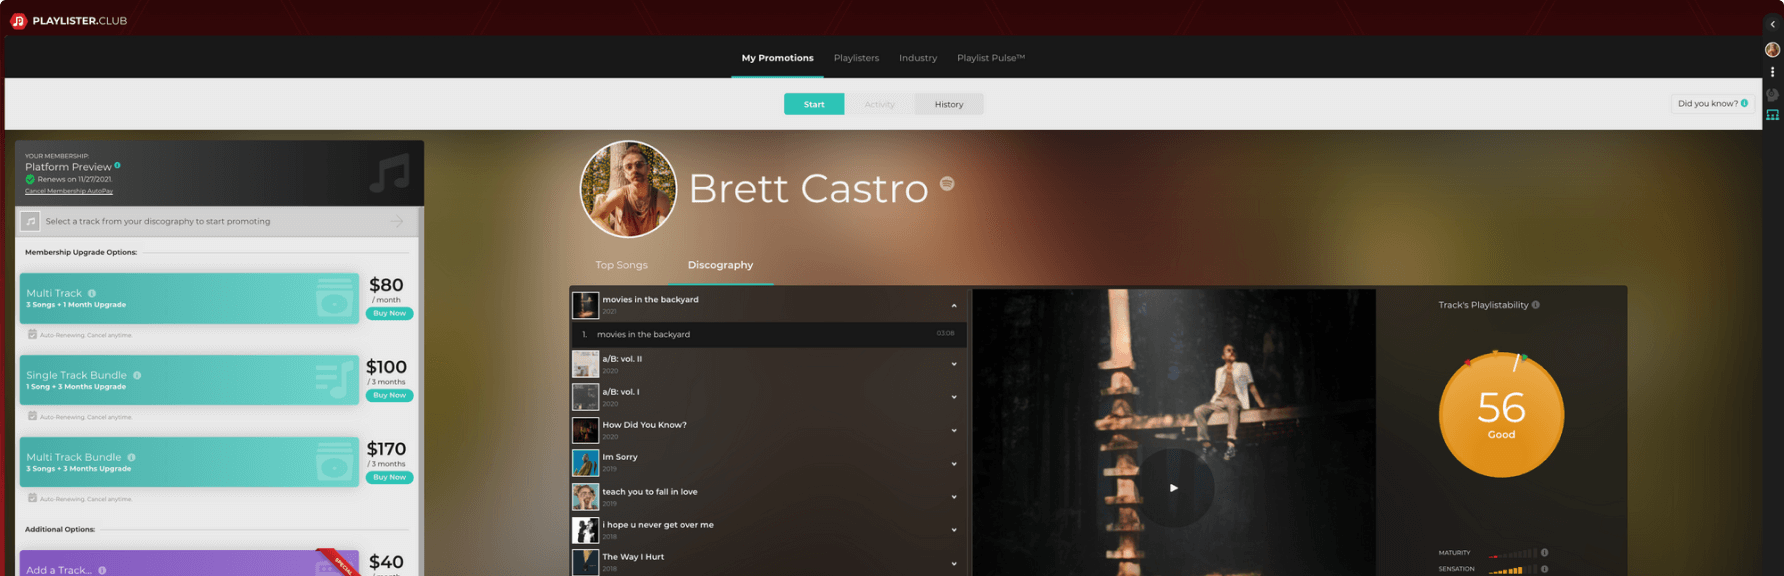 PLAYLISTER.CLUB
My Promotions Playlisters Industry Playlist Pulse™
Start Activity History
Did you know?
YOUR MEMBERSHIP:
Platform Preview
Renews on 11/27/2021
Cancel Membership AutoPay
Select a track from your discography to start promoting
Membership Upgrade Options:
Multi Track
3 Songs + 1 Month Upgrade
$80
/ month
Buy Now
Auto-Renewing. Cancel anytime.
Single Track Bundle
1 Song + 3 Months Upgrade
$100
/ 3 months
Buy Now
Auto-Renewing. Cancel anytime.
Multi Track Bundle
3 Songs + 3 Months Upgrade
$170
/ 3 months
Buy Now
Auto-Renewing. Cancel anytime.
Additional Options:
Add a Track...
SPECIAL
$40
Brett Castro
Top Songs Discography
movies in the backyard
2021
1. movies in the backyard 03:08
a/B: vol. II
2020
a/B: vol. I
2020
How Did You Know?
2020
Im Sorry
2019
teach you to fall in love
2019
i hope u never get over me
2018
The Way I Hurt
2018
Track's Playlistability
56
Good
MATURITY
SENSATION